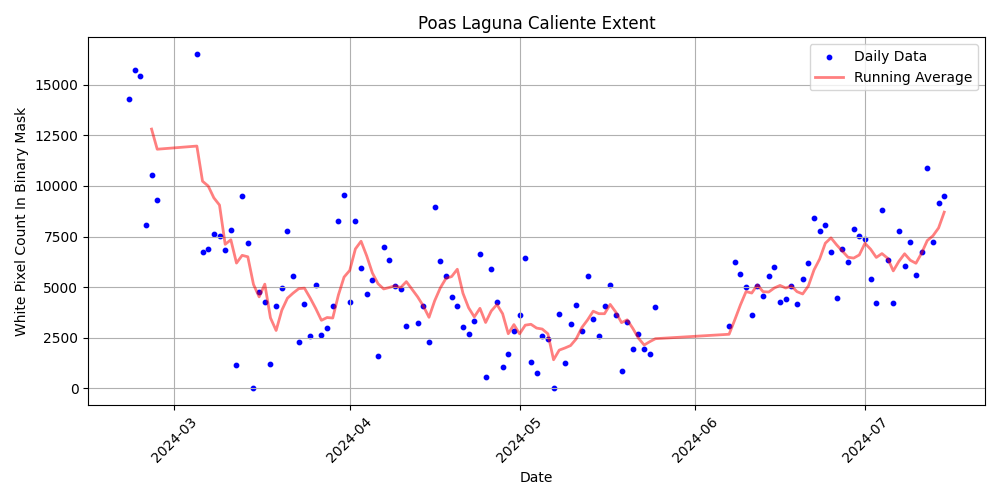 Poas Laguna Caliente Extent
Daily Data
Running Average
White Pixel Count In Binary Mask
15000
12500
10000
7500
5000
2500
0
2024-03
2024-04
2024-05
2024-06
2024-07
Date